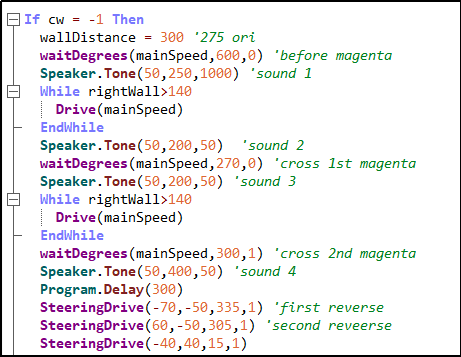 If cw = -1 Then
wallDistance = 300 '275 ori
waitDegrees(mainSpeed,600,0) 'before magenta
Speaker.Tone(50,250,1000) 'sound 1
While rightWall>140
Drive(mainSpeed)
EndWhile
Speaker.Tone(50,200,50) 'sound 2
waitDegrees(mainSpeed,270,0) 'cross 1st magenta
Speaker.Tone(50,200,50) 'sound 3
While rightWall>140
Drive(mainSpeed)
EndWhile
waitDegrees(mainSpeed,300,1) 'cross 2nd magenta
Speaker.Tone(50,400,50) 'sound 4
Program.Delay(300)
SteeringDrive(-70,-50,335,1) 'first reverse
SteeringDrive(60,-50,305,1) 'second reveerse
SteeringDrive(-40,40,15,1)